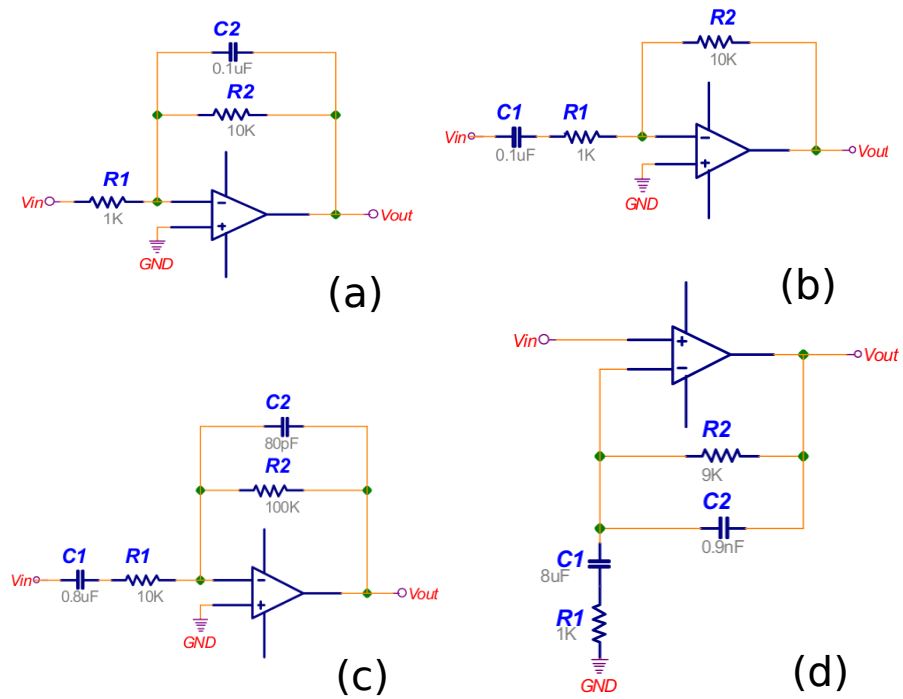 C2
0.1uF
R2
10K
R1
Vin
1K
Vout
GND
(a)
R2
10K
C1
R1
Vin
0.1uF
1K
Vout
GND
(b)
C2
80pF
R2
100K
C1
R1
Vin
0.8uF
10K
Vout
GND
(c)
Vin
Vout
R2
9K
C2
0.9nF
C1
8uF
R1
1K
GND
(d)